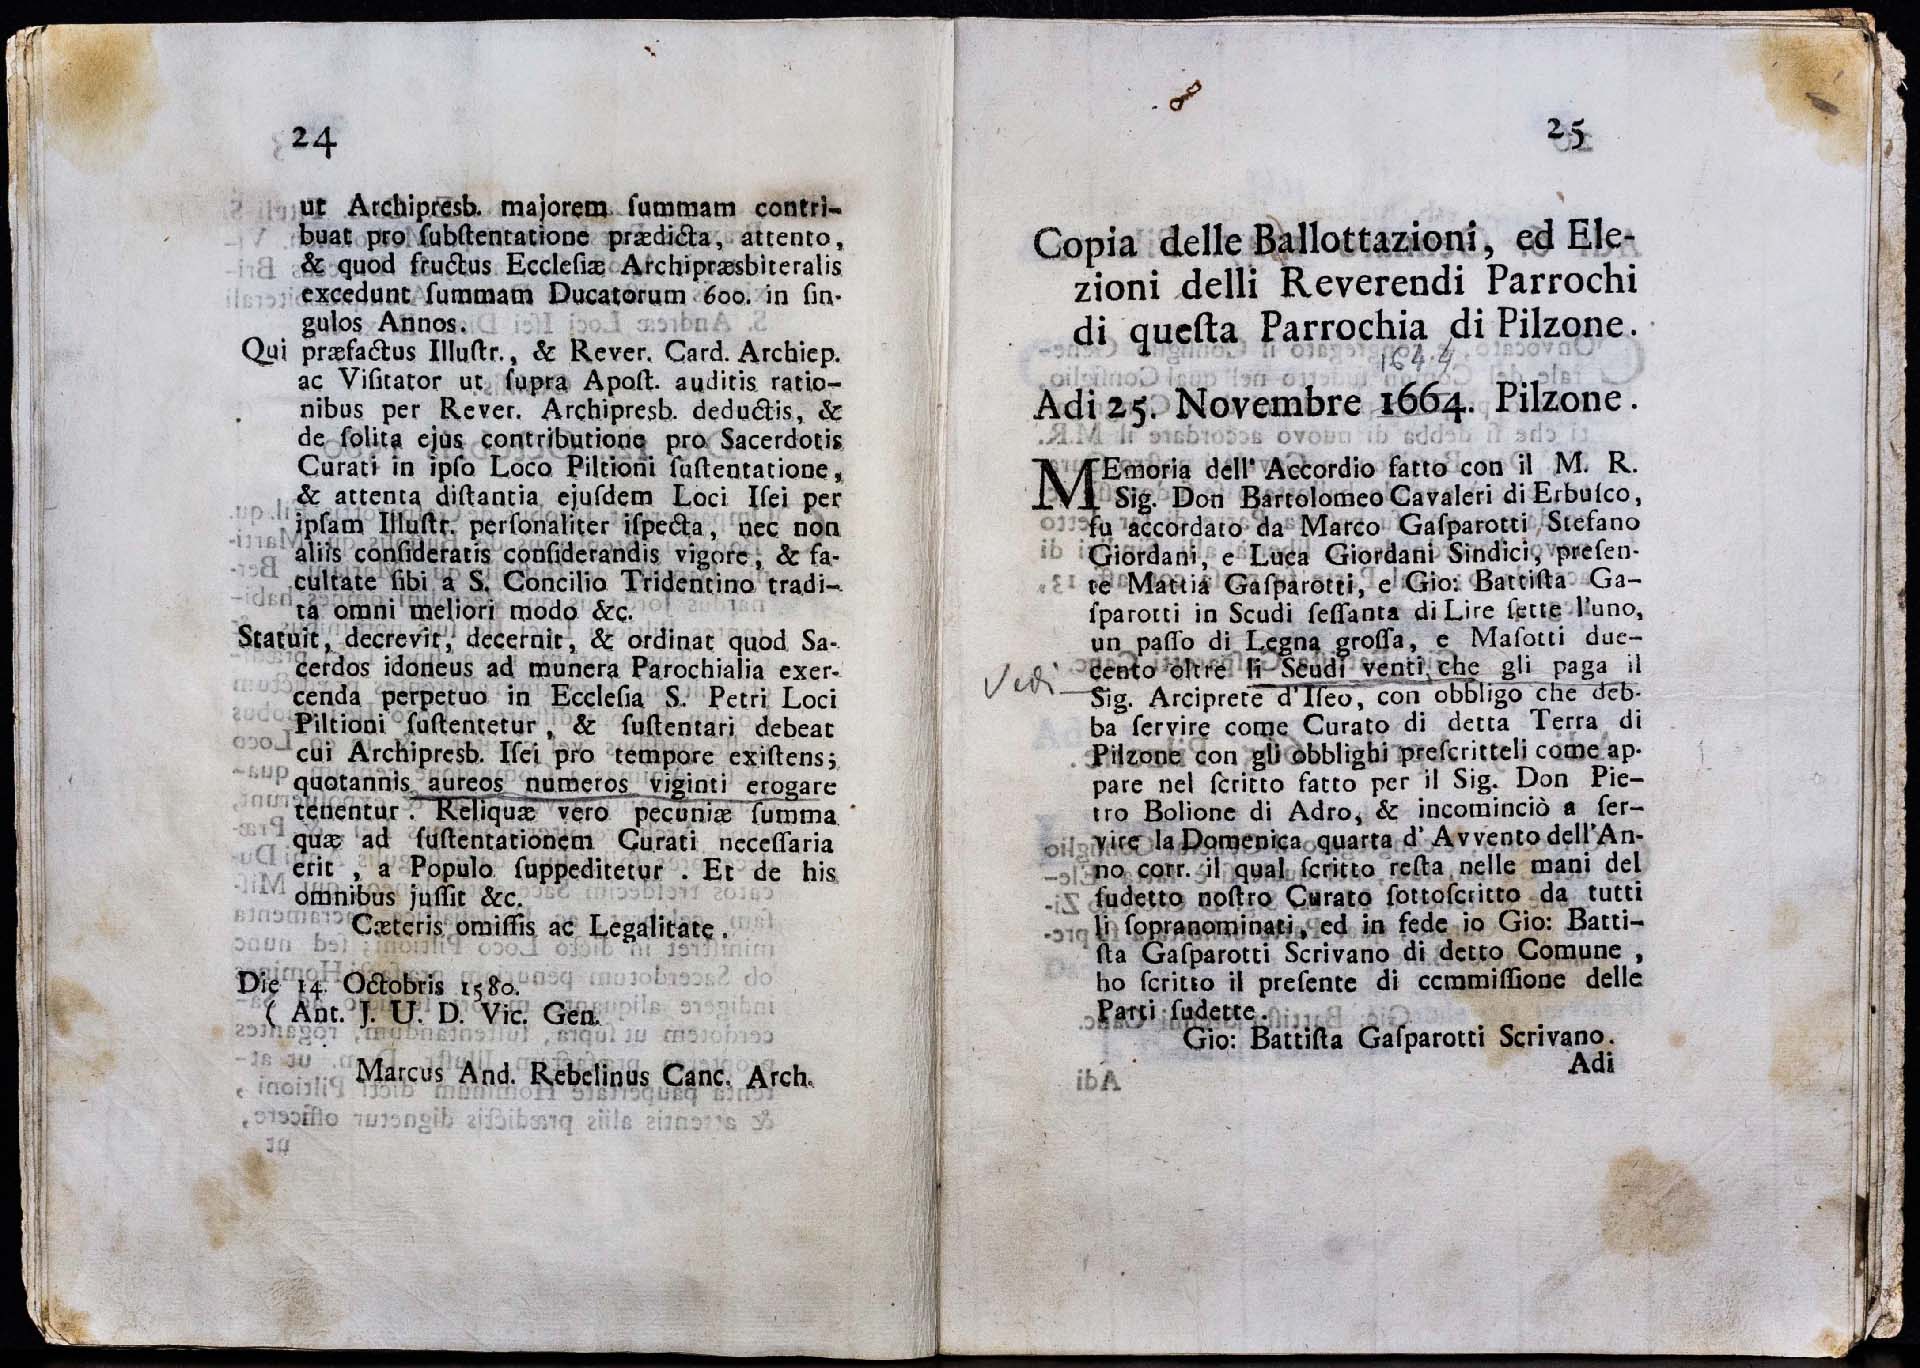 24
ut Archipresb. majorem ſummam contri-
buat pro ſubſtentatione prædicta, attento,
& quod fructus Eccleſiæ Archipræsbiteralis
excedunt ſummam Ducatorum 600. in ſin-
gulos Annos.
Qui præfactus Illuſtr., & Rever. Card. Archiep.
ac Viſitator ut ſupra Apoſt. auditis ratio-
nibus per Rever. Archipresb. deductis, &
de ſolita ejus contributione pro Sacerdotis
Curati in ipſo Loco Piltioni ſuſtentatione,
& attenta diſtantia ejuſdem Loci Iſei per
ipſam Illuſtr. perſonaliter iſpecta, nec non
aliis conſideratis conſiderandis vigore, & fa-
cultate ſibi a S. Concilio Tridentino tradi-
ta omni meliori modo &c.
Statuit, decrevit, decernit, & ordinat quod Sa-
cerdos idoneus ad munera Parochialia exer-
cenda perpetuo in Eccleſia S. Petri Loci
Piltioni ſuſtentetur, & ſuſtentari debeat
cui Archipresb. Iſei pro tempore exiſtens;
quotannis aureos numeros viginti erogare
tenentur. Reliquæ vero pecuniæ ſumma
quæ ad ſuſtentationem Curati neceſſaria
erit, a Populo ſuppeditetur. Et de his
omnibus juſſit &c.
Cæteris omiſſis ac Legalitate.
Die 14. Octobris 1580.
( Ant. J. U. D. Vic. Gen.
Marcus And. Rebelinus Canc. Arch.
25
Copia delle Ballottazioni, ed Ele-
zioni delli Reverendi Parrochi
di queſta Parrochia di Pilzone.
1644
Adi 25. Novembre 1664. Pilzone.
MEmoria dell' Accordio fatto con il M. R.
Sig. Don Bartolomeo Cavaleri di Erbuſco,
fu accordato da Marco Gaſparotti Stefano
Giordani, e Luca Giordani Sindici, preſen-
te Mattia Gaſparotti, e Gio: Battiſta Ga-
ſparotti in Scudi ſeſſanta di Lire ſette l'uno,
un paſſo di Legna groſſa, e Maſotti due-
Vedi cento oltre li Scudi venti che gli paga il
Sig. Arciprete d'Iſeo, con obbligo che deb-
ba ſervire come Curato di detta Terra di
Pilzone con gli obblighi preſcritteli come ap-
pare nel ſcritto fatto per il Sig. Don Pie-
tro Bolione di Adro, & incominciò a ſer-
vire la Domenica quarta d' Avvento dell'An-
no corr. il qual ſcritto reſta nelle mani del
ſudetto noſtro Curato ſottoſcritto da tutti
li ſopranominati, ed in fede io Gio: Batti-
ſta Gaſparotti Scrivano di detto Comune,
ho ſcritto il preſente di ccmmiſſione delle
Parti ſudette.
Gio: Battiſta Gaſparotti Scrivano.
Adi